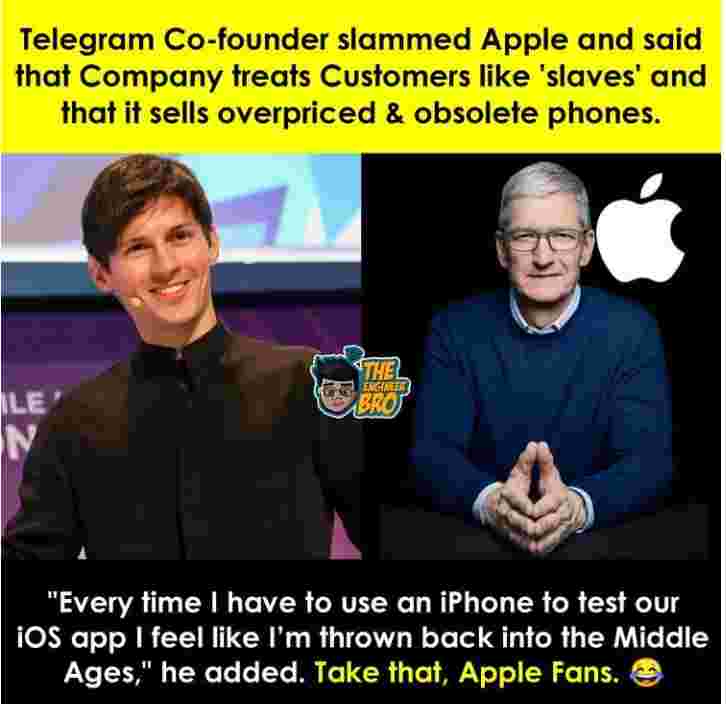 Telegram Co-founder slammed Apple and said
that Company treats Customers like 'slaves' and
that it sells overpriced & obsolete phones.
ILE
ON
THE
ENGINEER
BRO
"Every time I have to use an iPhone to test our
iOS app I feel like I'm thrown back into the Middle
Ages," he added. Take that, Apple Fans. 😂